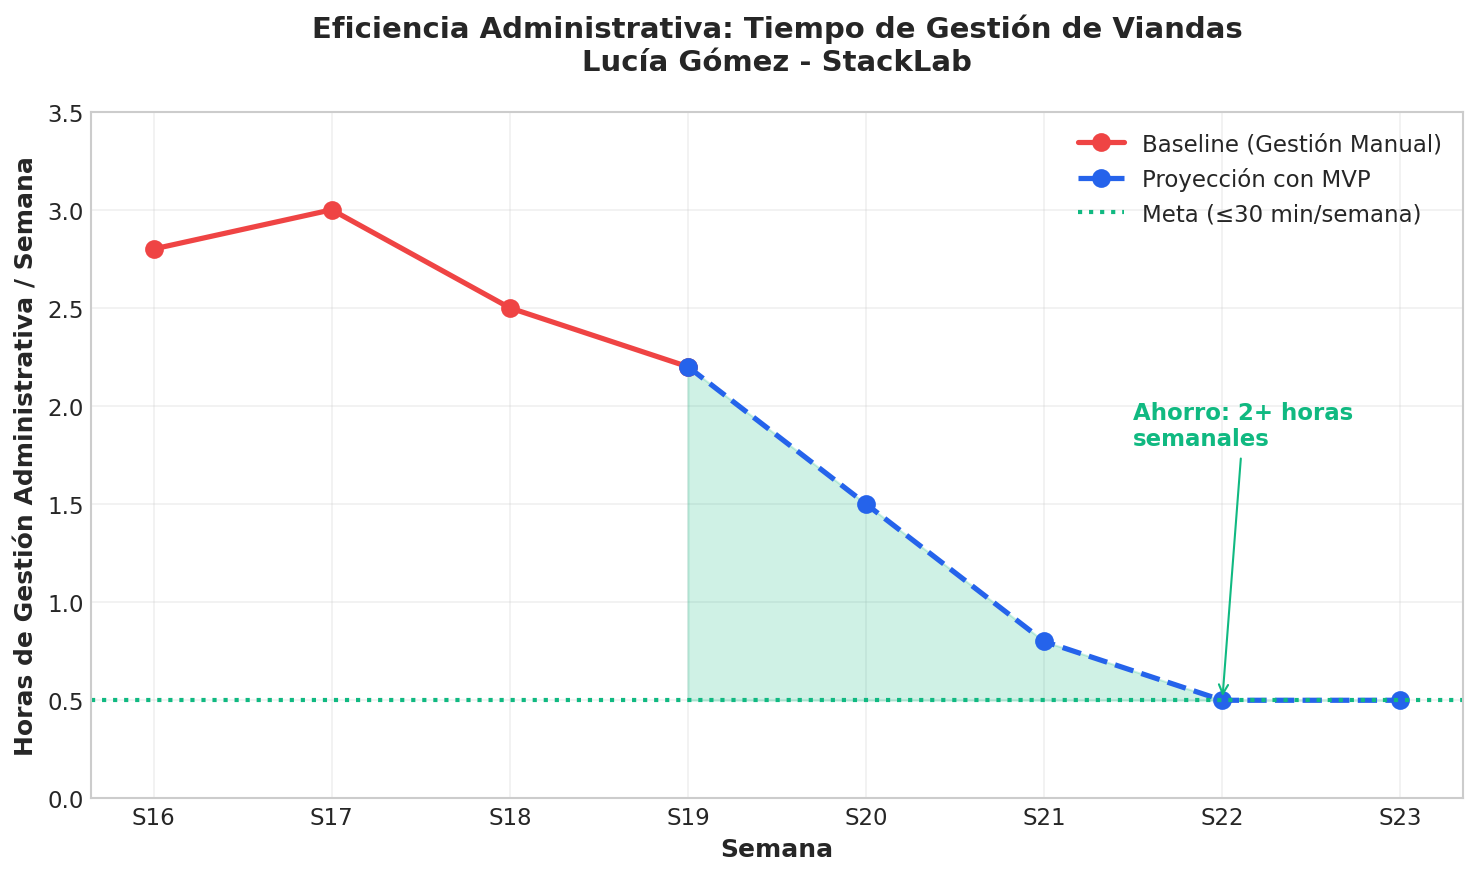 Eficiencia Administrativa: Tiempo de Gestión de Viandas
Lucía Gómez - StackLab
Horas de Gestión Administrativa / Semana
3.5
3.0
2.5
2.0
1.5
1.0
0.5
0.0
Baseline (Gestión Manual)
Proyección con MVP
Meta (≤30 min/semana)
Ahorro: 2+ horas
semanales
S16
S17
S18
S19
S20
S21
S22
S23
Semana